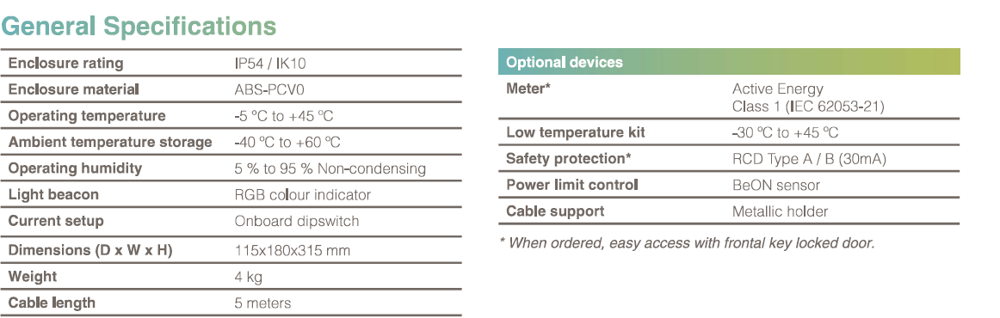 General Specifications
Enclosure rating IP54 / IK10
Enclosure material ABS-PCV0
Operating temperature -5 ºC to +45 ºC
Ambient temperature storage -40 ºC to +60 ºC
Operating humidity 5 % to 95 % Non-condensing
Light beacon RGB colour indicator
Current setup Onboard dipswitch
Dimensions (D x W x H) 115x180x315 mm
Weight 4 kg
Cable length 5 meters
Optional devices
Meter* Active Energy
Class 1 (IEC 62053-21)
Low temperature kit -30 ºC to +45 ºC
Safety protection* RCD Type A / B (30mA)
Power limit control BeON sensor
Cable support Metallic holder
* When ordered, easy access with frontal key locked door.